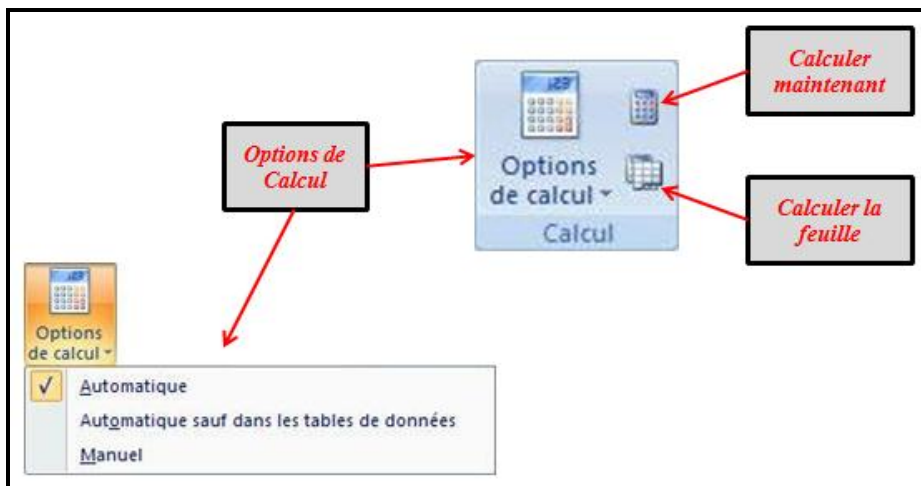 Calculer
maintenant
Options de
Calcul
Options
de calcul
Calculer la
feuille
Calcul
Options
de calcul
Automatique
Automatique sauf dans les tables de données
Manuel